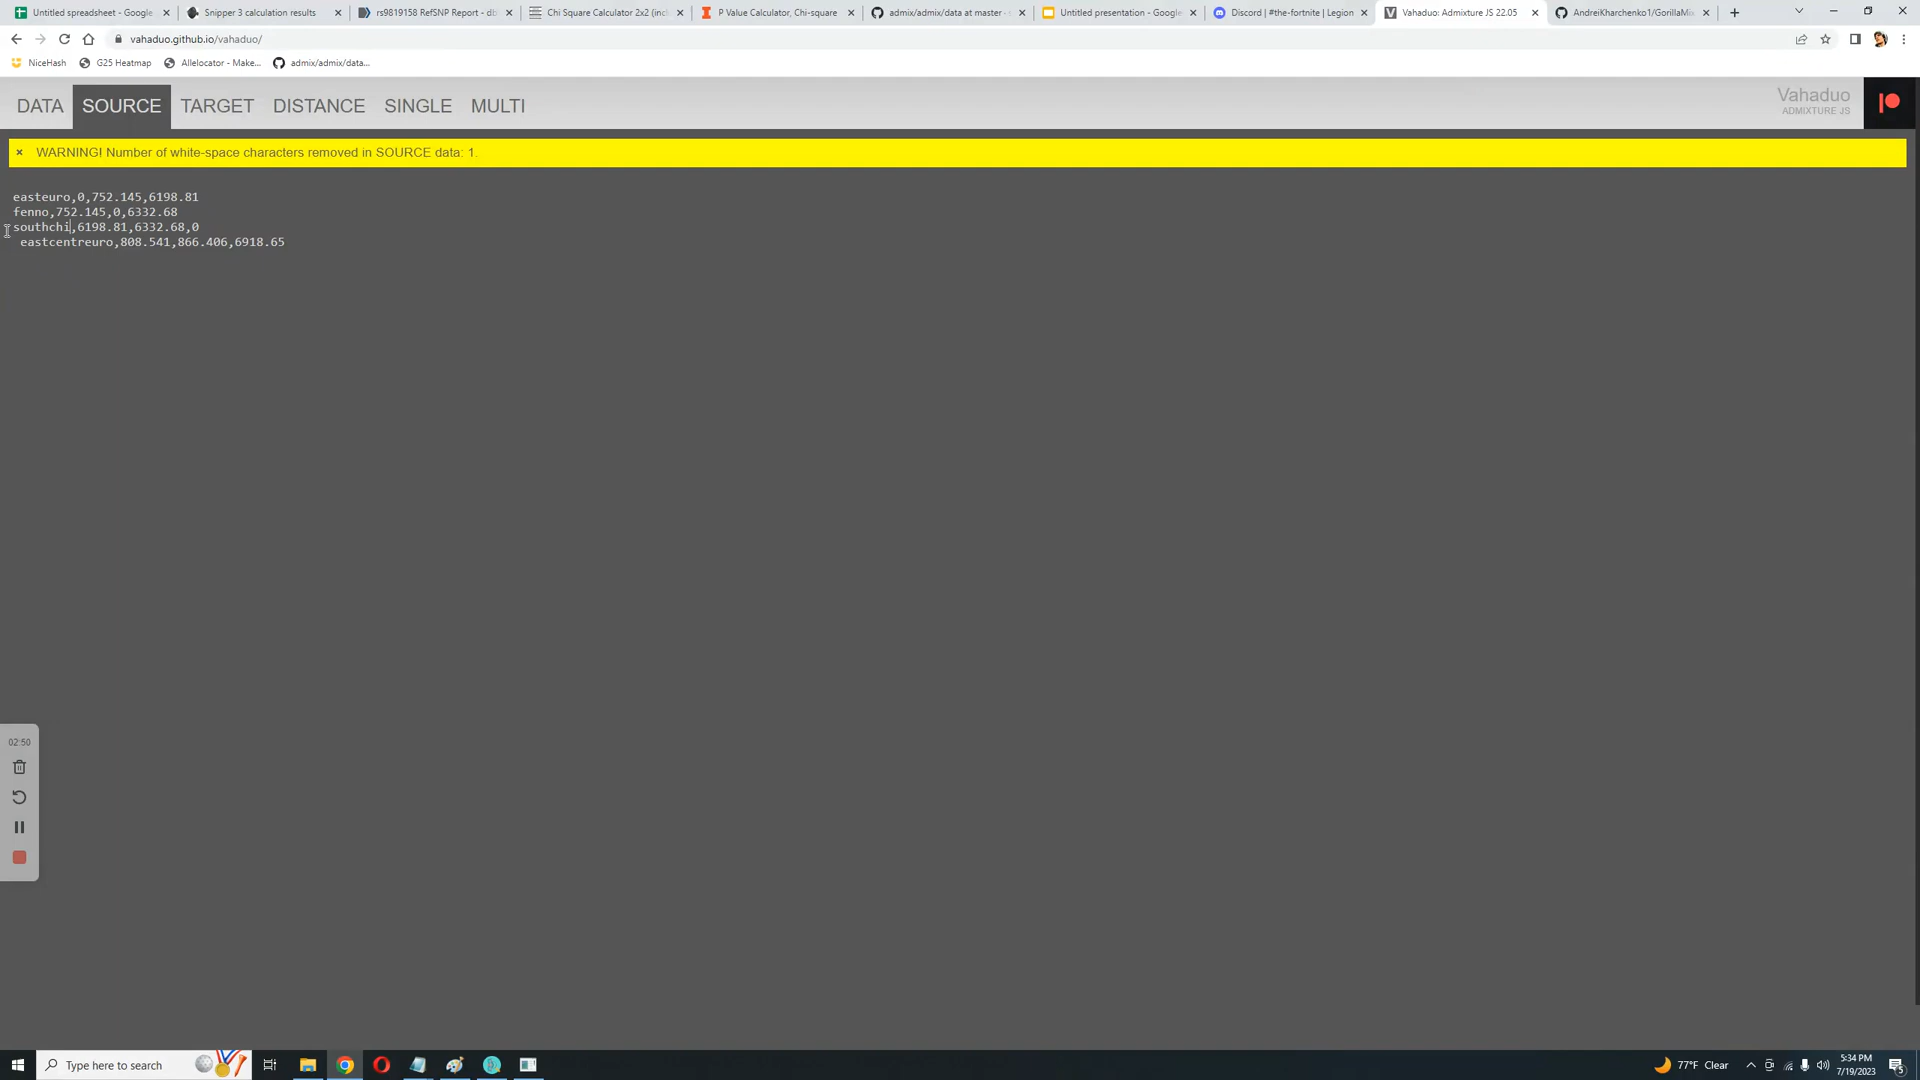 Untitled spreadsheet - Google
Snipper 3 calculation results
rs9819158 RefSNP Report - db
Chi Square Calculator 2x2 (incl
P Value Calculator, Chi-square
admix/admix/data at master ·
Untitled presentation - Google
Discord | #the-fortnite | Legion
Vahaduo: Admixture JS 22.05
AndreiKharchenko1/GorillaMix
vahaduo.github.io/vahaduo/
NiceHash
G25 Heatmap
Allelocator - Make...
admix/admix/data...
DATA SOURCE TARGET DISTANCE SINGLE MULTI
Vahaduo
ADMIXTURE JS
× WARNING! Number of white-space characters removed in SOURCE data: 1.
easteuro,0,752.145,6198.81
fenno,752.145,0,6332.68
southchi,6198.81,6332.68,0
eastcentreuro,808.541,866.406,6918.65
02:50
Type here to search
77°F Clear
5:34 PM
7/19/2023
5